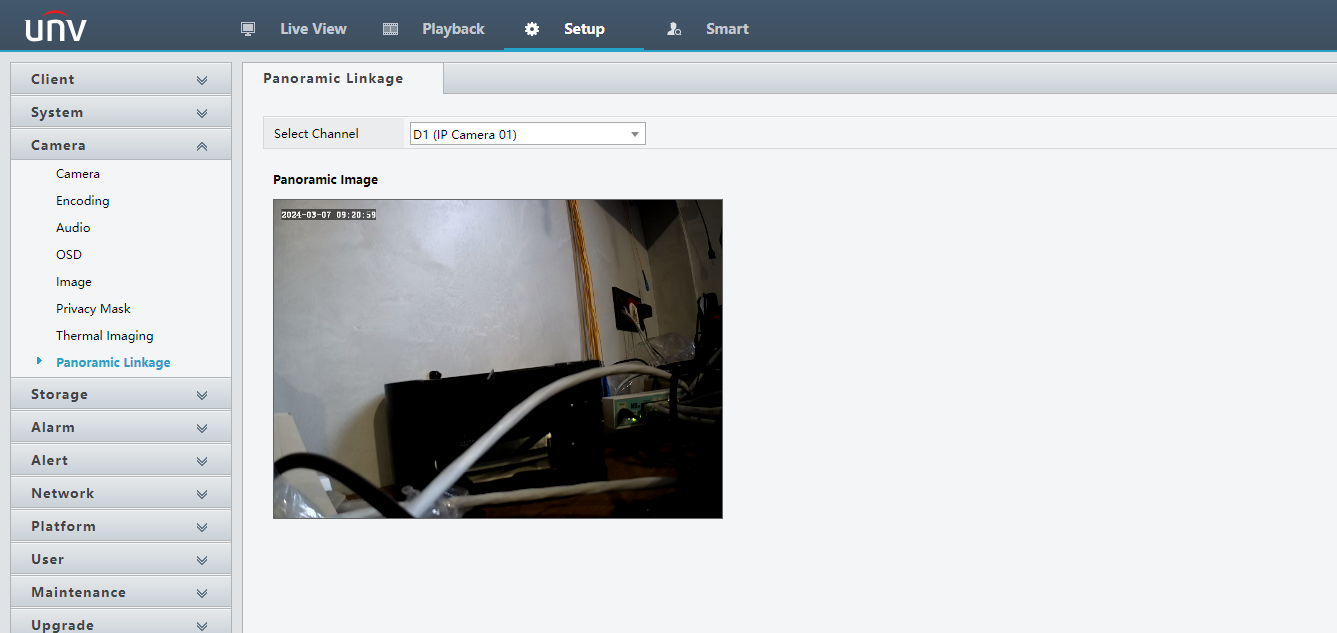 unv
Live View
Playback
Setup
Smart
Client
System
Camera
Camera
Encoding
Audio
OSD
Image
Privacy Mask
Thermal Imaging
Panoramic Linkage
Storage
Alarm
Alert
Network
Platform
User
Maintenance
Upgrade
Panoramic Linkage
Select Channel
D1 (IP Camera 01)
Panoramic Image
2024-03-07 09:20:59